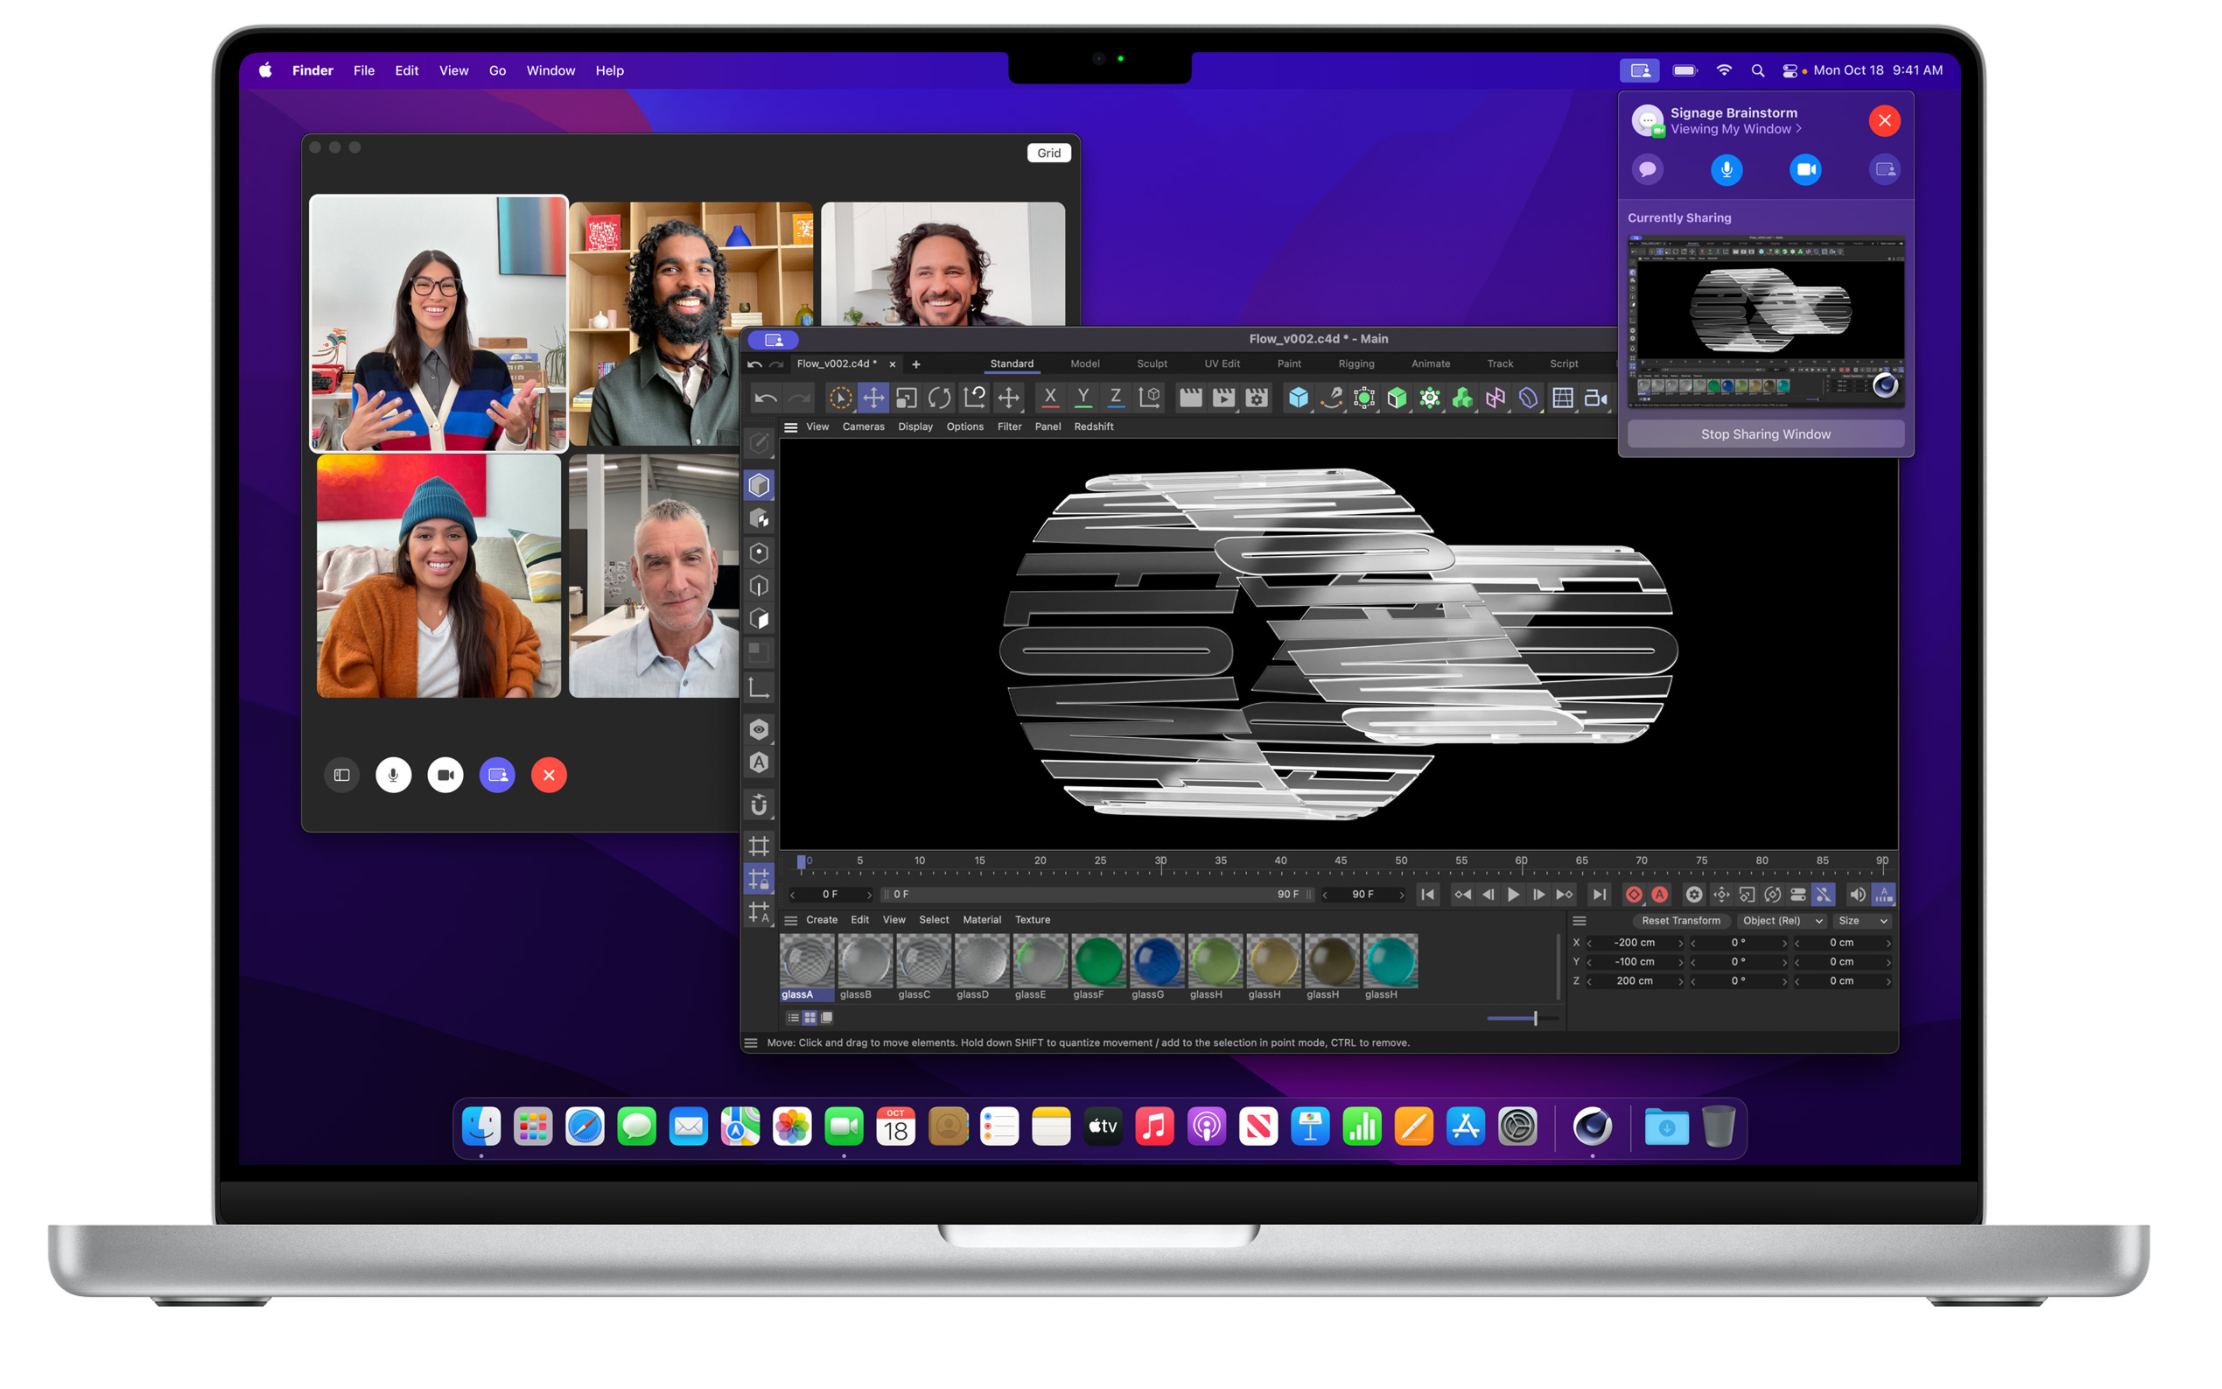 Finder File Edit View Go Window Help
Mon Oct 18 9:41 AM
Signage Brainstorm
Viewing My Window
Currently Sharing
Stop Sharing Window
Grid
Flow_v002.c4d * - Main
Flow_v002.c4d * × +
Standard Model Sculpt UV Edit Paint Rigging Animate Track Script
X Y Z
View Cameras Display Options Filter Panel Redshift
0 5 10 15 20 25 30 35 40 45 50 55 60 65 70 75 80 85 90
0 F 0 F 90 F 90 F
Create Edit View Select Material Texture
Reset Transform Object (Rel) Size
X -200 cm 0 ° 0 cm
Y -100 cm 0 ° 0 cm
Z 200 cm 0 ° 0 cm
glassA glassB glassC glassD glassE glassF glassG glassH glassH glassH glassH
Move: Click and drag to move elements. Hold down SHIFT to quantize movement / add to the selection in point mode, CTRL to remove.
OCT
18
tv